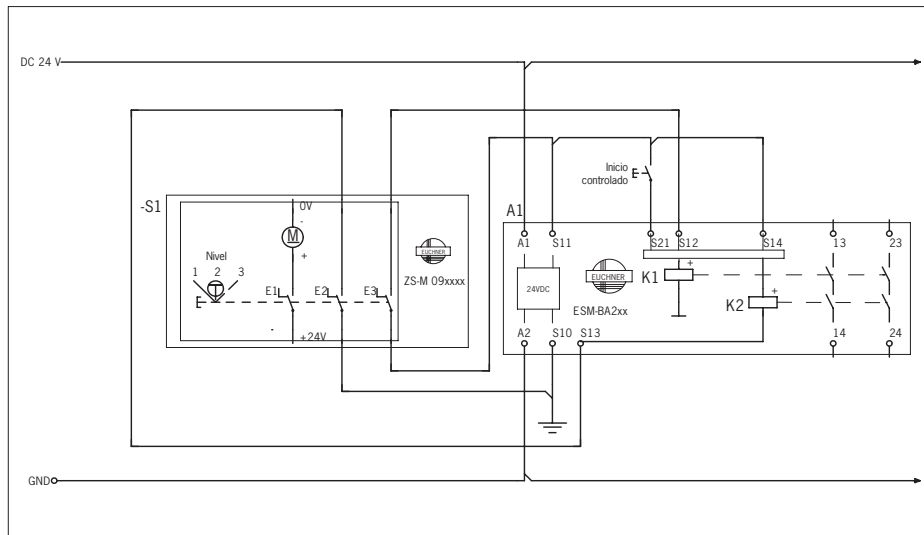 DC 24 V
Inicio
controlado
-S1
0V
-
M
+
EUCHNER
ZS-M 09xxxx
Nivel
1 2 3
T
E1 E2 E3
-
+24V
A1
A1 S11 S21 S12 S14 13 23
+
K1
EUCHNER
24VDC
+
K2
ESM-BA2xx
A2 S10 S13 14 24
GND